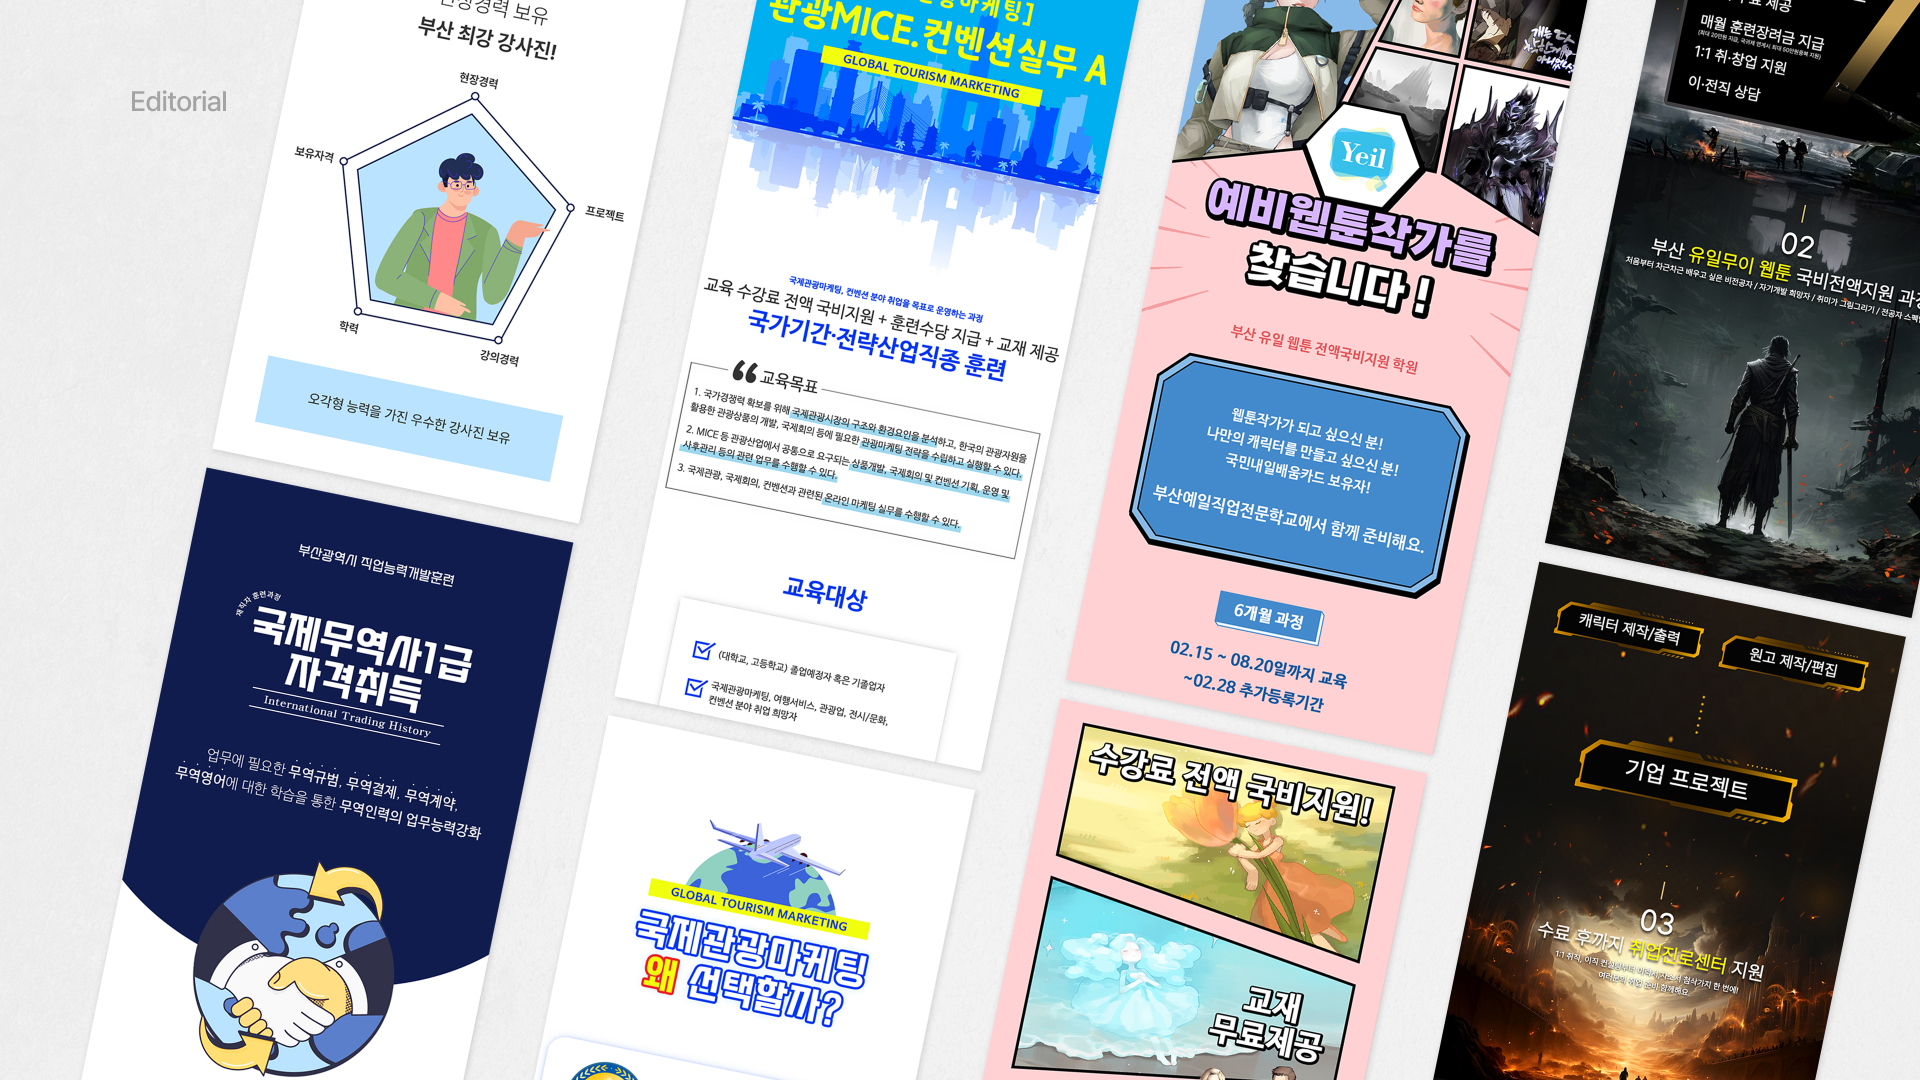 Editorial
현장경력 보유
부산 최강 강사진!
현장경력
보유자격
프로젝트
학력
강의경력
오각형 능력을 가진 우수한 강사진 보유
부산광역시 직업능력개발훈련
재직자 훈련과정
국제무역사1급
자격취득
International Trading History
업무에 필요한 무역규범, 무역결제, 무역계약,
무역영어에 대한 학습을 통한 무역인력의 업무능력강화
관광MICE.컨벤션실무 A
GLOBAL TOURISM MARKETING
국제관광마케팅, 컨벤션 분야 취업을 목표로 운영하는 과정
교육 수강료 전액 국비지원 + 훈련수당 지급 + 교재 제공
국가기간·전략산업직종 훈련
교육목표
1. 국가경쟁력 확보를 위해 국제관광시장의 구조와 환경요인을 분석하고, 한국의 관광자원을
활용한 관광상품의 개발, 국제회의 등에 필요한 관광마케팅 전략을 수립하고 실행할 수 있다.
2. MICE 등 관광산업에서 공통으로 요구되는 상품개발, 국제회의 및 컨벤션 기획, 운영 및
사후관리 등의 관련 업무를 수행할 수 있다.
3. 국제관광, 국제회의, 컨벤션과 관련된 온라인 마케팅 실무를 수행할 수 있다.
교육대상
(대학교, 고등학교) 졸업예정자 혹은 기졸업자
국제관광마케팅, 여행서비스, 관광업, 전시/문화,
컨벤션 분야 취업 희망자
GLOBAL TOURISM MARKETING
국제관광마케팅
왜 선택할까?
Yeil
예비웹툰작가를
찾습니다!
부산 유일 웹툰 전액국비지원 학원
웹툰작가가 되고 싶으신 분!
나만의 캐릭터를 만들고 싶으신 분!
국민내일배움카드 보유자!
부산예일직업전문학교에서 함께 준비해요.
6개월 과정
02.15 ~ 08.20일까지 교육
~02.28 추가등록기간
수강료 전액 국비지원!
교재
무료제공
제공
매월 훈련장려금 지급
1:1 취·창업 지원
이·전직 상담
02
부산 유일무이 웹툰 국비전액지원 과정
처음부터 차근차근 배우고 싶은 비전공자 / 자기개발 희망자 / 취미가 그림그리기 / 전공자 스펙
캐릭터 제작/출력
원고 제작/편집
기업 프로젝트
03
수료 후까지 취업진로센터 지원